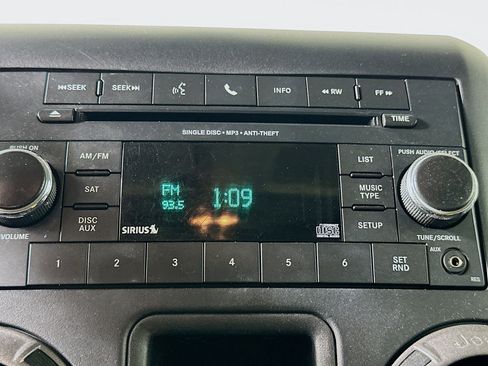 ⏮SEEK SEEK⏭ INFO ◀◀ RW FF ▶▶
TIME
SINGLE DISC • MP3 • ANTI-THEFT
PUSH ON PUSH AUDIO/SELECT
AM/FM LIST
SAT FM 1:09 MUSIC TYPE
93.5
DISC AUX SETUP
SIRIUS disc
VOLUME TUNE/SCROLL
1 2 3 4 5 6 SET RND AUX
RES